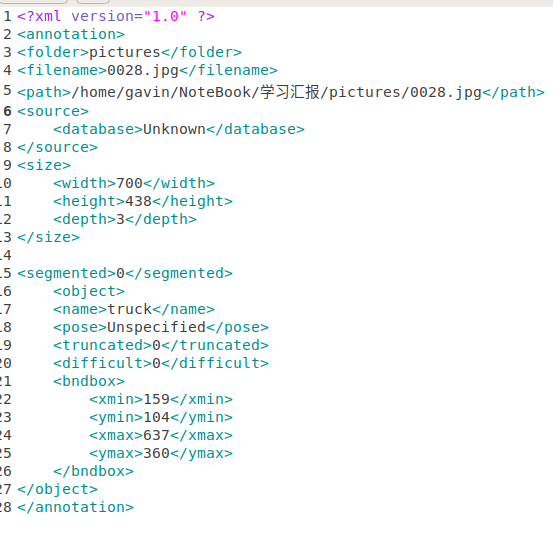 1 <?xml version="1.0" ?>
2 <annotation>
3 <folder>pictures</folder>
4 <filename>0028.jpg</filename>
5 <path>/home/gavin/NoteBook/学习汇报/pictures/0028.jpg</path>
6 <source>
7     <database>Unknown</database>
8 </source>
9 <size>
10     <width>700</width>
11     <height>438</height>
12     <depth>3</depth>
13 </size>
14
15 <segmented>0</segmented>
16     <object>
17     <name>truck</name>
18     <pose>Unspecified</pose>
19     <truncated>0</truncated>
20     <difficult>0</difficult>
21     <bndbox>
22         <xmin>159</xmin>
23         <ymin>104</ymin>
24         <xmax>637</xmax>
25         <ymax>360</ymax>
26     </bndbox>
27 </object>
28 </annotation>